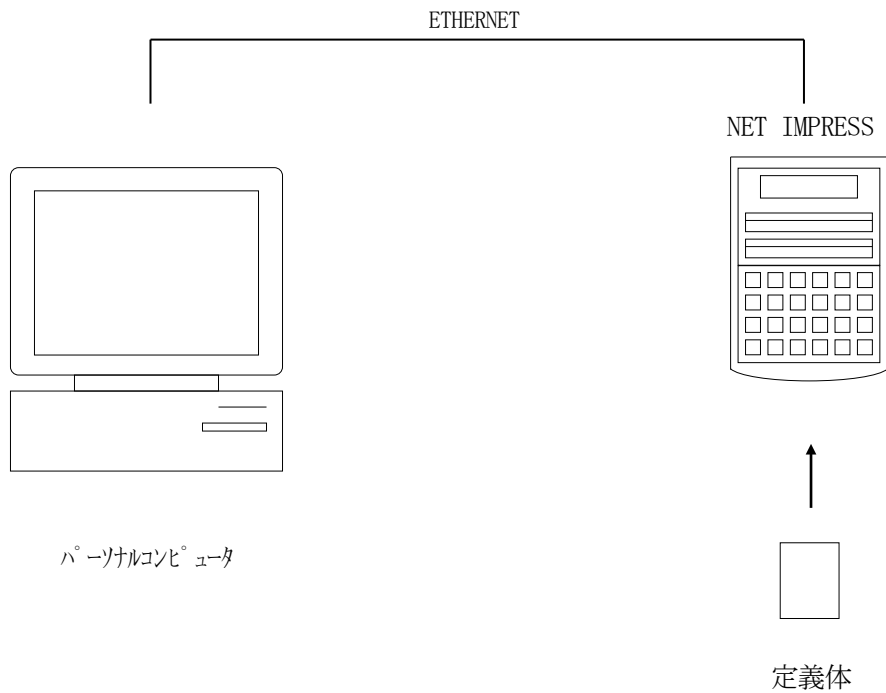 ETHERNET
NET IMPRESS
ﾊﾟｰｿﾅﾙｺﾝﾋﾟｭｰﾀ
定義体